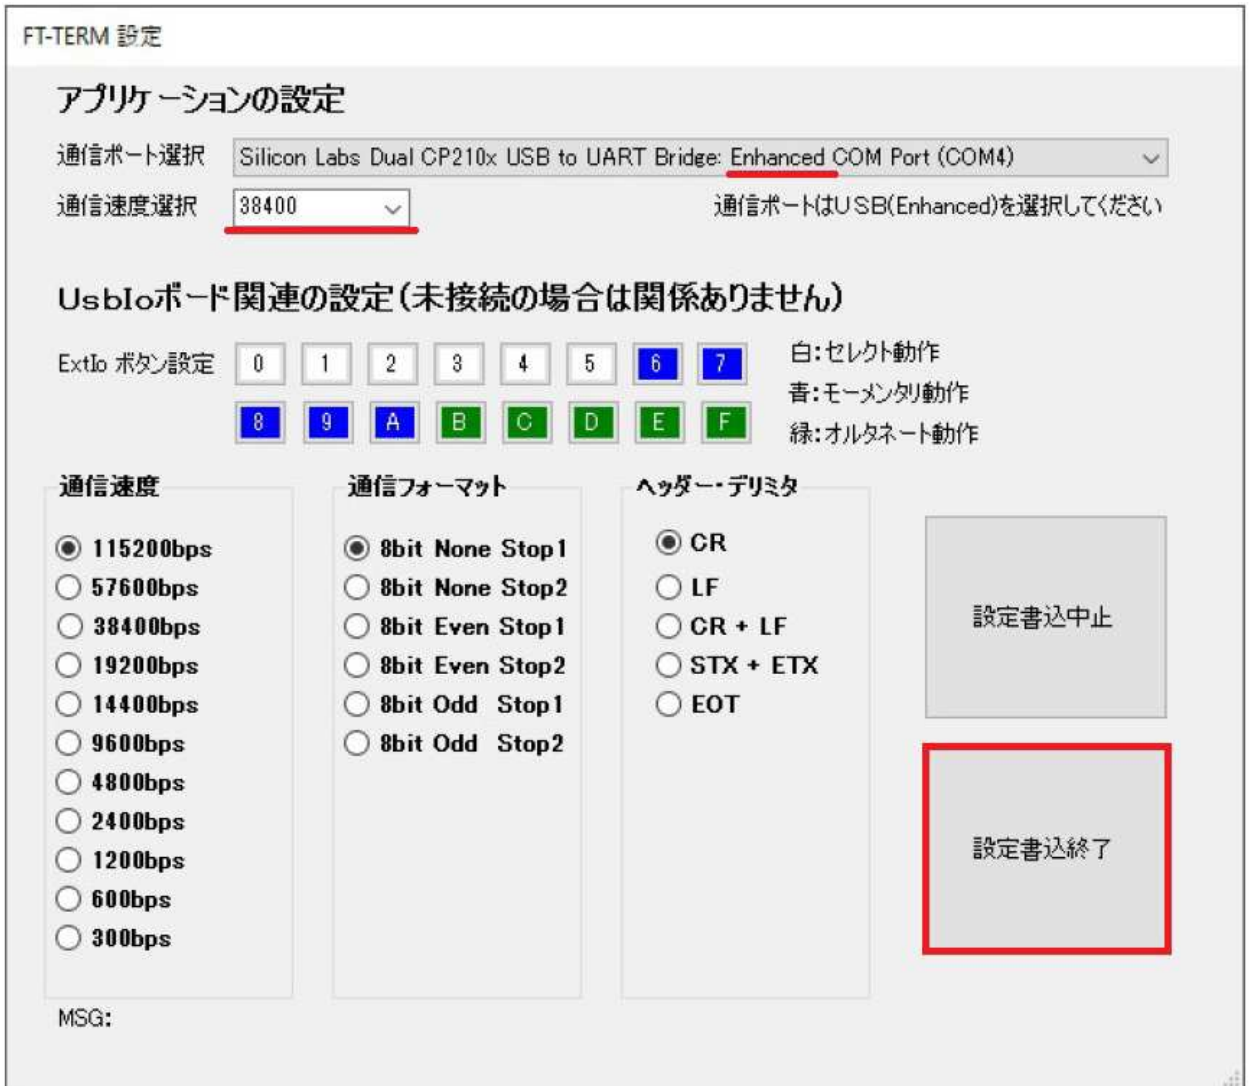 FT-TERM 設定
アプリケーションの設定
通信ポート選択 Silicon Labs Dual CP210x USB to UART Bridge: Enhanced COM Port (COM4)
通信速度選択 38400 通信ポートはUSB(Enhanced)を選択してください
UsbIoボード関連の設定(未接続の場合は関係ありません)
ExtIo ボタン設定 0 1 2 3 4 5 6 7
8 9 A B C D E F
白:セレクト動作
青:モーメンタリ動作
緑:オルタネート動作
通信速度
115200bps
57600bps
38400bps
19200bps
14400bps
9600bps
4800bps
2400bps
1200bps
600bps
300bps
通信フォーマット
8bit None Stop1
8bit None Stop2
8bit Even Stop1
8bit Even Stop2
8bit Odd Stop1
8bit Odd Stop2
ヘッダー・デリミタ
CR
LF
CR + LF
STX + ETX
EOT
設定書込中止
設定書込終了
MSG: